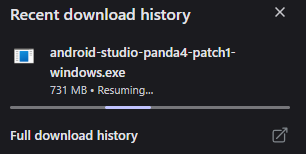 Recent download history
android-studio-panda4-patch1-
windows.exe
731 MB • Resuming...
Full download history